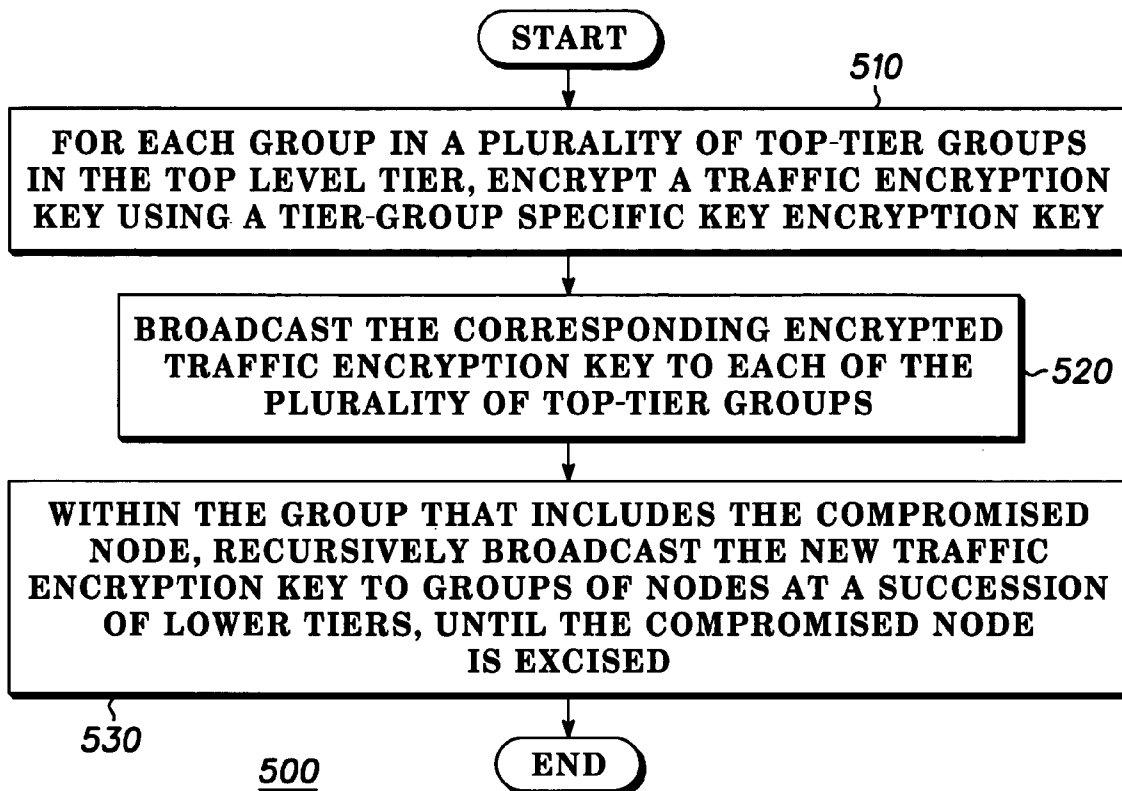 START
510
FOR EACH GROUP IN A PLURALITY OF TOP-TIER GROUPS
IN THE TOP LEVEL TIER, ENCRYPT A TRAFFIC ENCRYPTION
KEY USING A TIER-GROUP SPECIFIC KEY ENCRYPTION KEY
BROADCAST THE CORRESPONDING ENCRYPTED
TRAFFIC ENCRYPTION KEY TO EACH OF THE
PLURALITY OF TOP-TIER GROUPS
520
WITHIN THE GROUP THAT INCLUDES THE COMPROMISED
NODE, RECURSIVELY BROADCAST THE NEW TRAFFIC
ENCRYPTION KEY TO GROUPS OF NODES AT A SUCCESSION
OF LOWER TIERS, UNTIL THE COMPROMISED NODE
IS EXCISED
530
END
500